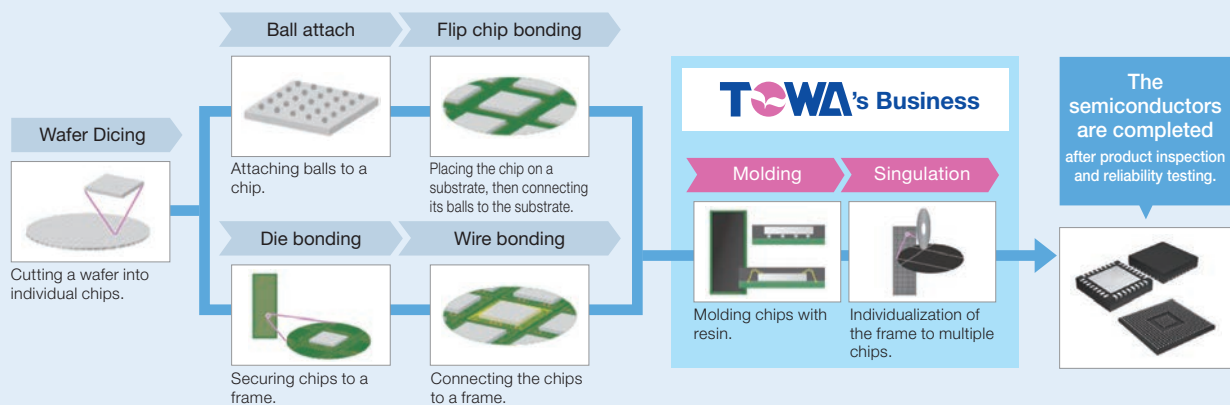 Ball attach
Flip chip bonding
Wafer Dicing
Cutting a wafer into
individual chips.
Attaching balls to a
chip.
Placing the chip on a
substrate, then connecting
its balls to the substrate.
Die bonding
Wire bonding
Securing chips to a
frame.
Connecting the chips
to a frame.
TOWA's Business
Molding
Singulation
Molding chips with
resin.
Individualization of
the frame to multiple
chips.
The
semiconductors
are completed
after product inspection
and reliability testing.